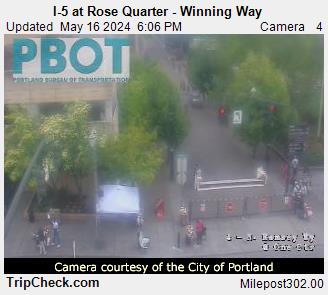 I-5 at Rose Quarter - Winning Way
Updated May 16 2024 6:06 PM Camera 4
PBOT
PORTLAND BUREAU OF TRANSPORTATION
Camera courtesy of the City of Portland
TripCheck.com Milepost302.00